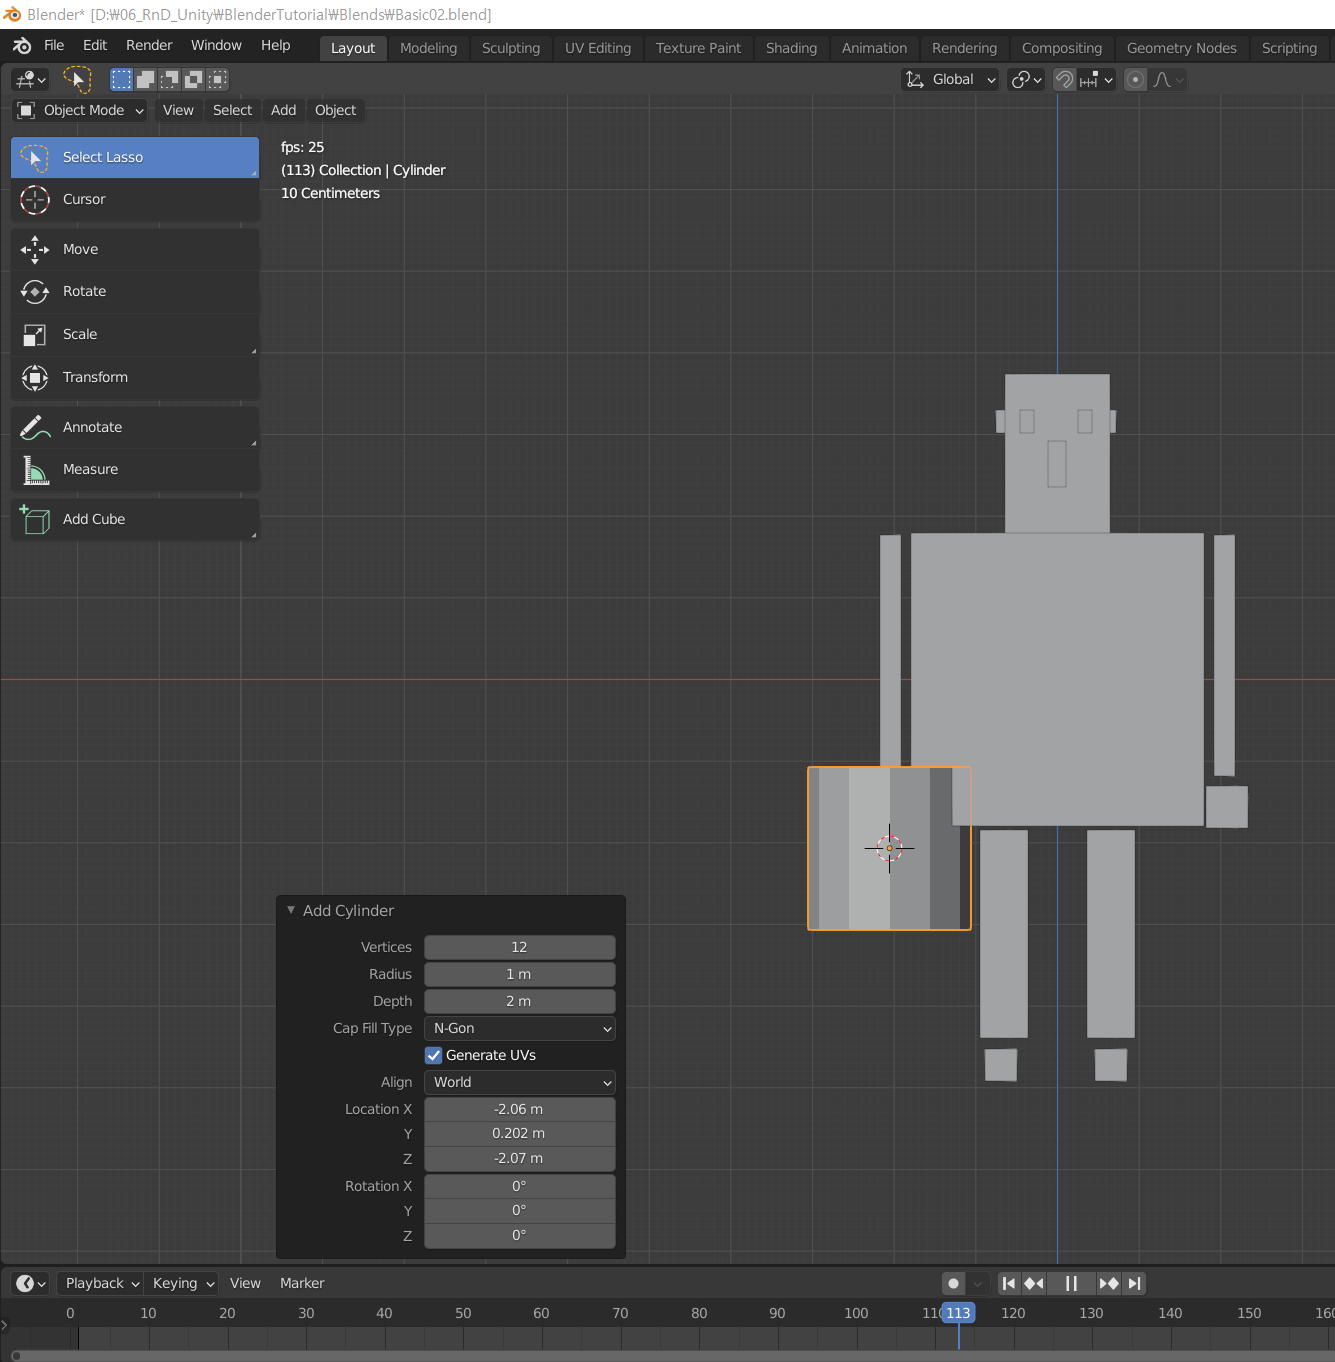 Blender* [D:₩06_RnD_Unity₩BlenderTutorial₩Blends₩Basic02.blend]
File Edit Render Window Help Layout Modeling Sculpting UV Editing Texture Paint Shading Animation Rendering Compositing Geometry Nodes Scripting
Global
Object Mode View Select Add Object
Select Lasso
Cursor
Move
Rotate
Scale
Transform
Annotate
Measure
Add Cube
fps: 25
(113) Collection | Cylinder
10 Centimeters
Add Cylinder
Vertices 12
Radius 1 m
Depth 2 m
Cap Fill Type N-Gon
Generate UVs
Align World
Location X -2.06 m
Y 0.202 m
Z -2.07 m
Rotation X 0°
Y 0°
Z 0°
Playback Keying View Marker
0 10 20 30 40 50 60 70 80 90 100 113 120 130 140 150